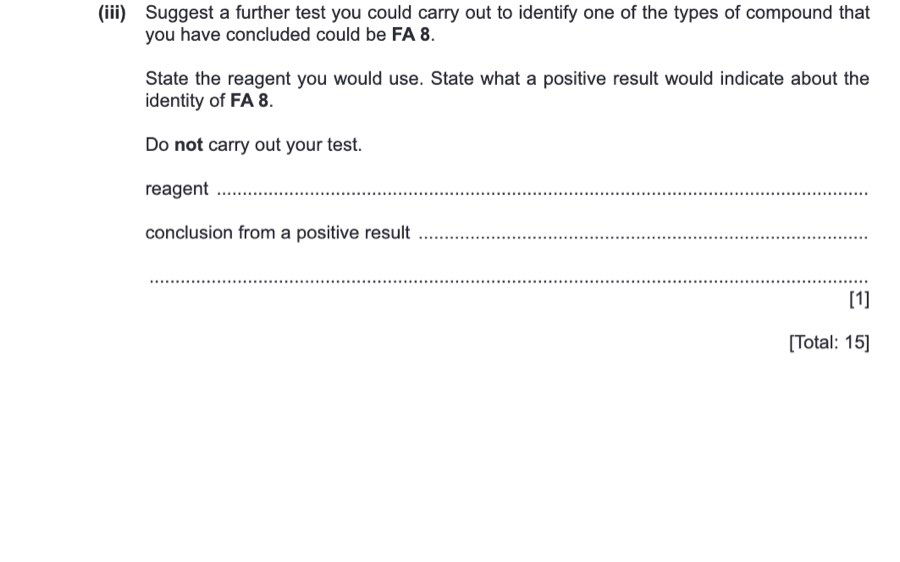 (iii) Suggest a further test you could carry out to identify one of the types of compound that
you have concluded could be FA 8.
State the reagent you would use. State what a positive result would indicate about the
identity of FA 8.
Do not carry out your test.
reagent ..........................................................................................................................
conclusion from a positive result ....................................................................................
..........................................................................................................................................
[1]
[Total: 15]